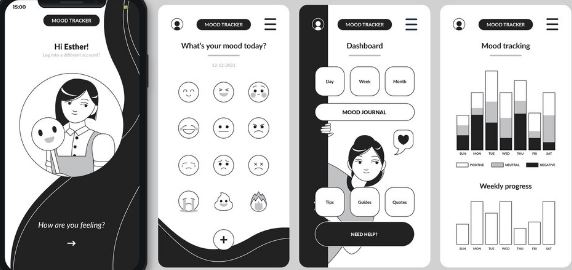 15:00
MOOD TRACKER
Hi Esther!
Log into a different account?
How are you feeling?
MOOD TRACKER
What's your mood today?
12-12-2021
MOOD TRACKER
Dashboard
Day
Week
Month
MOOD JOURNAL
Tips
Guides
Quotes
NEED HELP?
MOOD TRACKER
Mood tracking
SUN MON TUE WED THU FRI SAT
POSITIVE NEUTRAL NEGATIVE
Weekly progress
SUN MON TUE WED THU FRI SAT